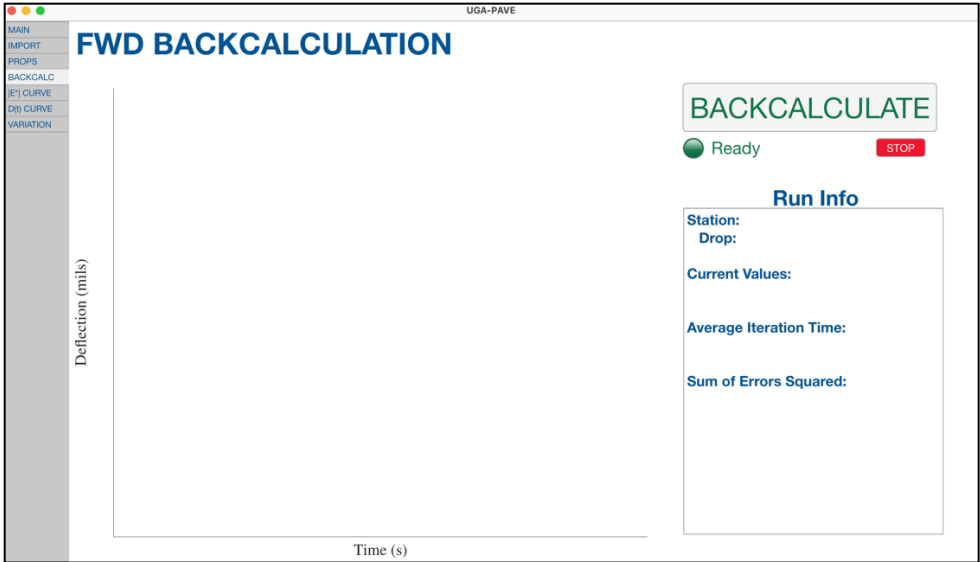 UGA-PAVE
MAIN
IMPORT
PROPS
BACKCALC
|E*| CURVE
D(t) CURVE
VARIATION
FWD BACKCALCULATION
Deflection (mils)
Time (s)
BACKCALCULATE
Ready
STOP
Run Info
Station:
Drop:
Current Values:
Average Iteration Time:
Sum of Errors Squared: